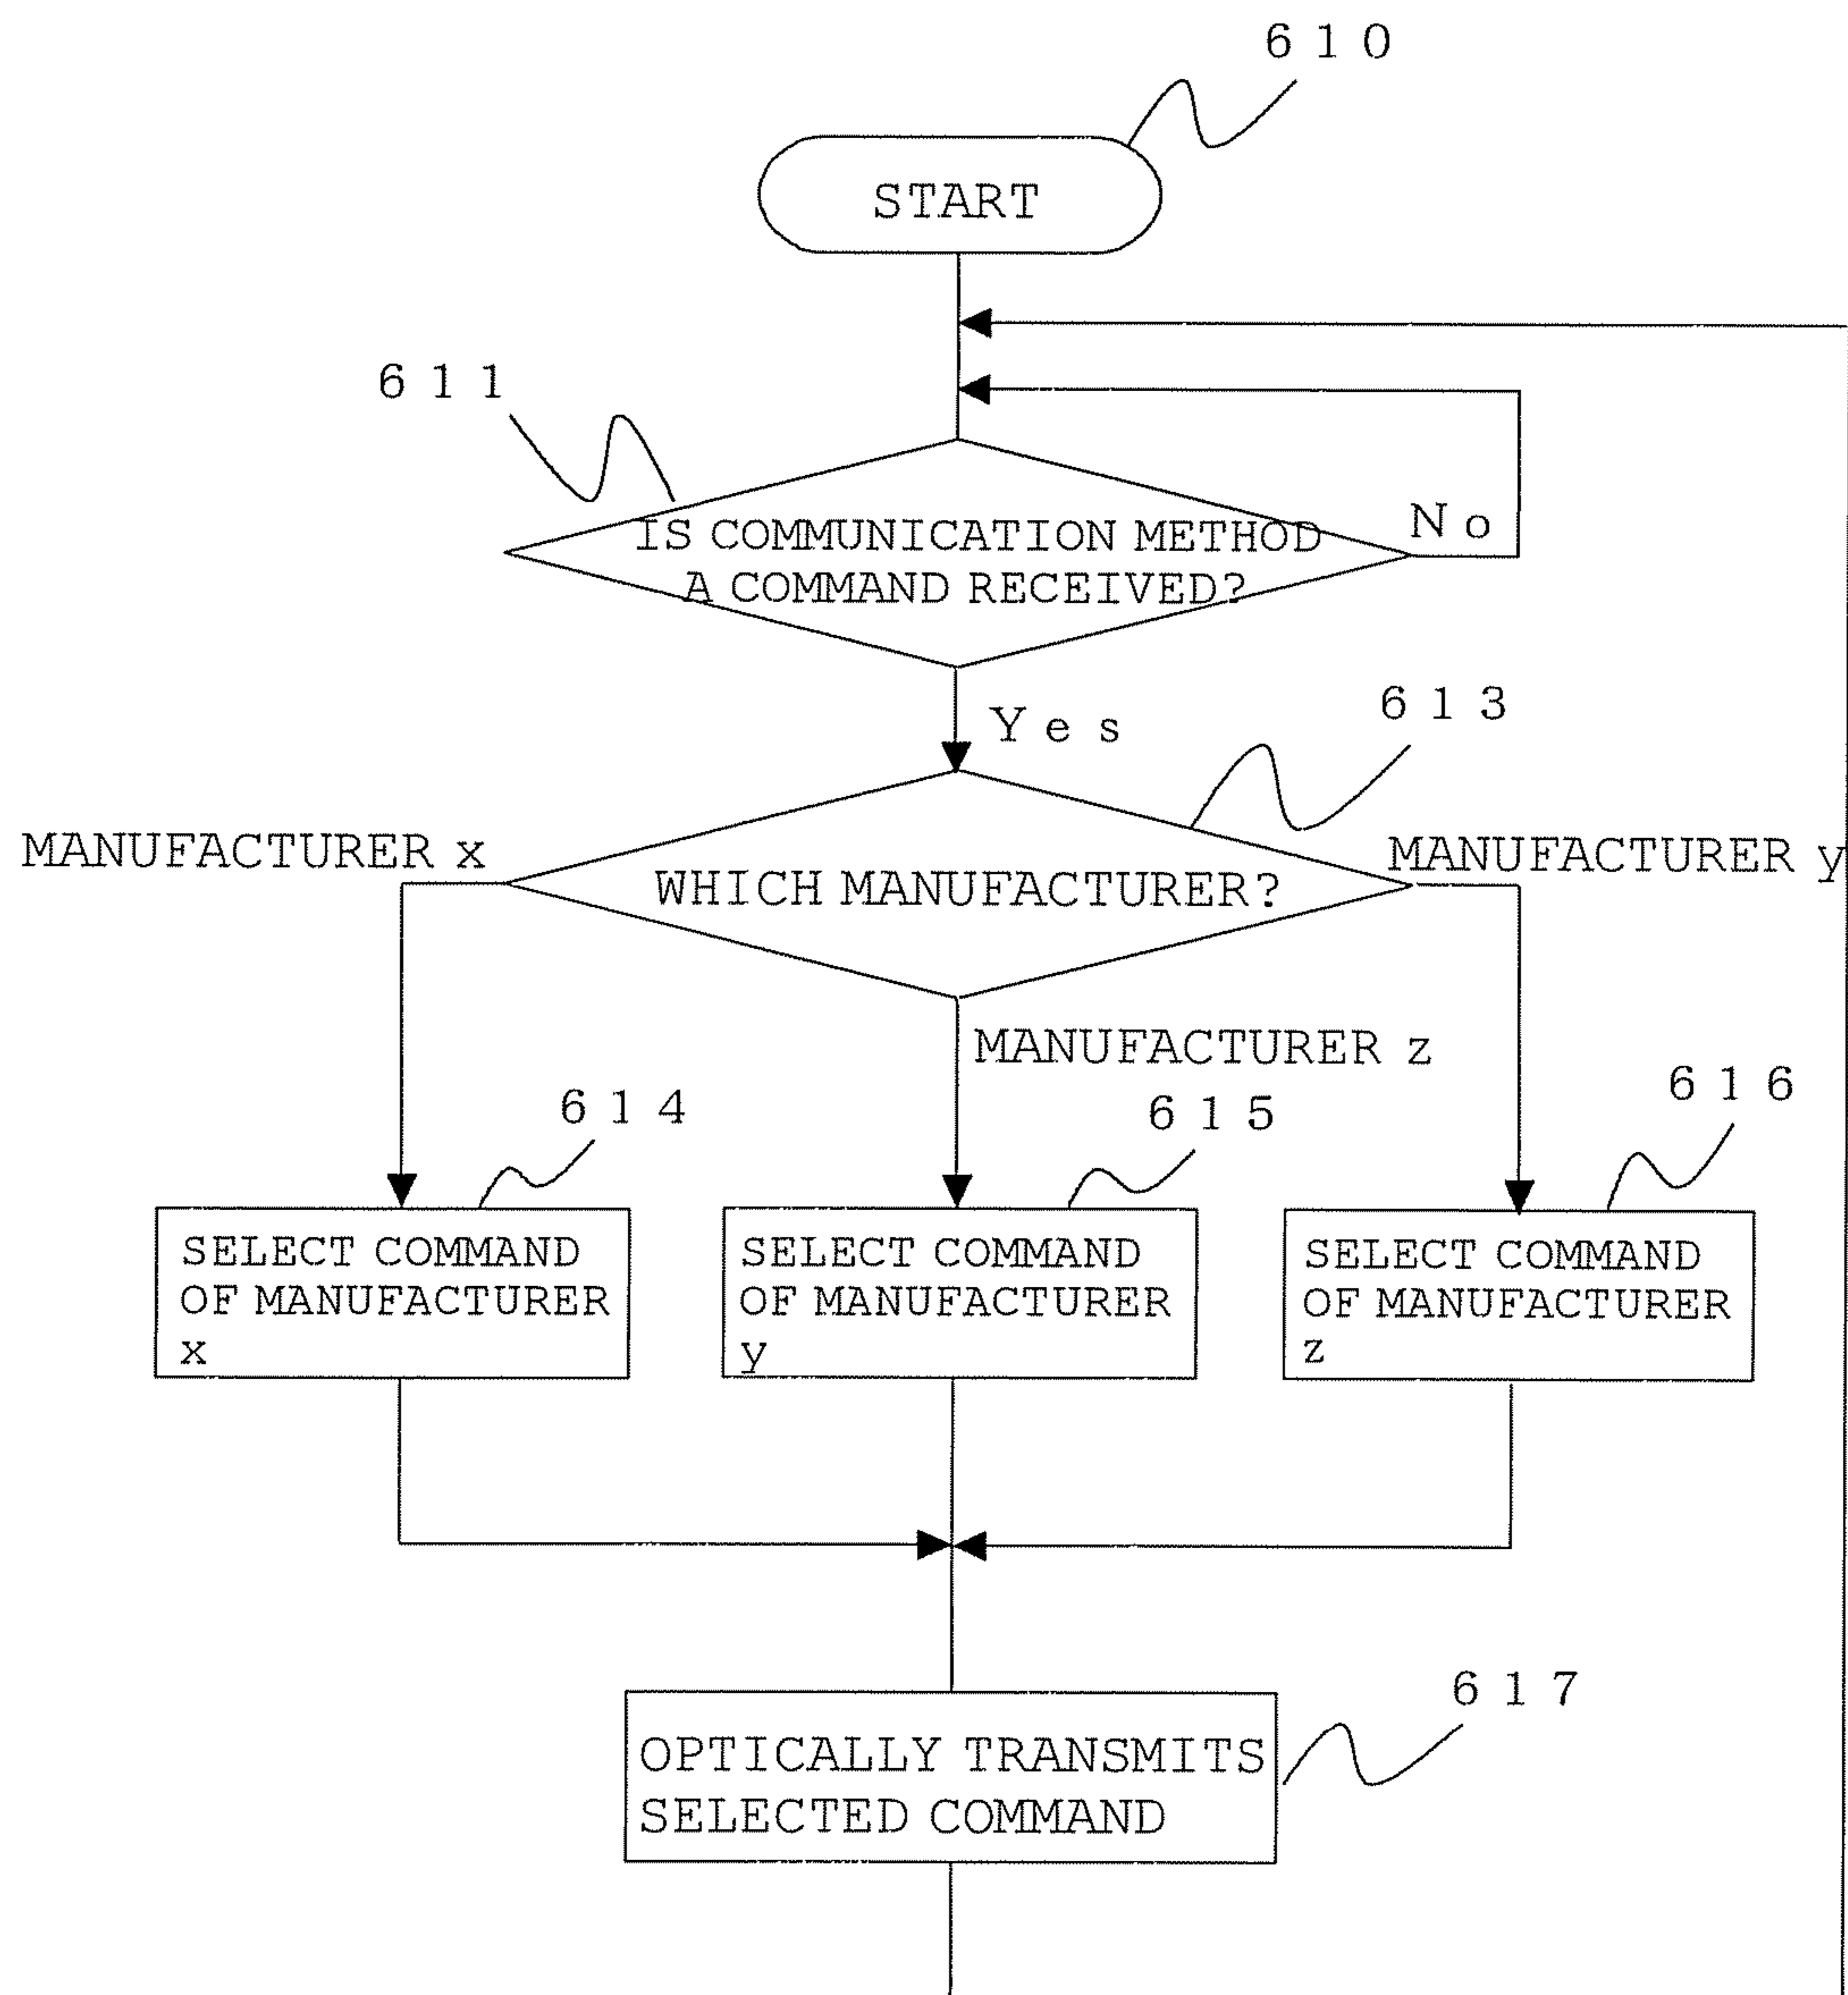 610
START
611
IS COMMUNICATION METHOD
A COMMAND RECEIVED?
No
Yes
613
MANUFACTURER x
WHICH MANUFACTURER?
MANUFACTURER y
MANUFACTURER z
614
615
616
SELECT COMMAND
OF MANUFACTURER
x
SELECT COMMAND
OF MANUFACTURER
y
SELECT COMMAND
OF MANUFACTURER
z
617
OPTICALLY TRANSMITS
SELECTED COMMAND